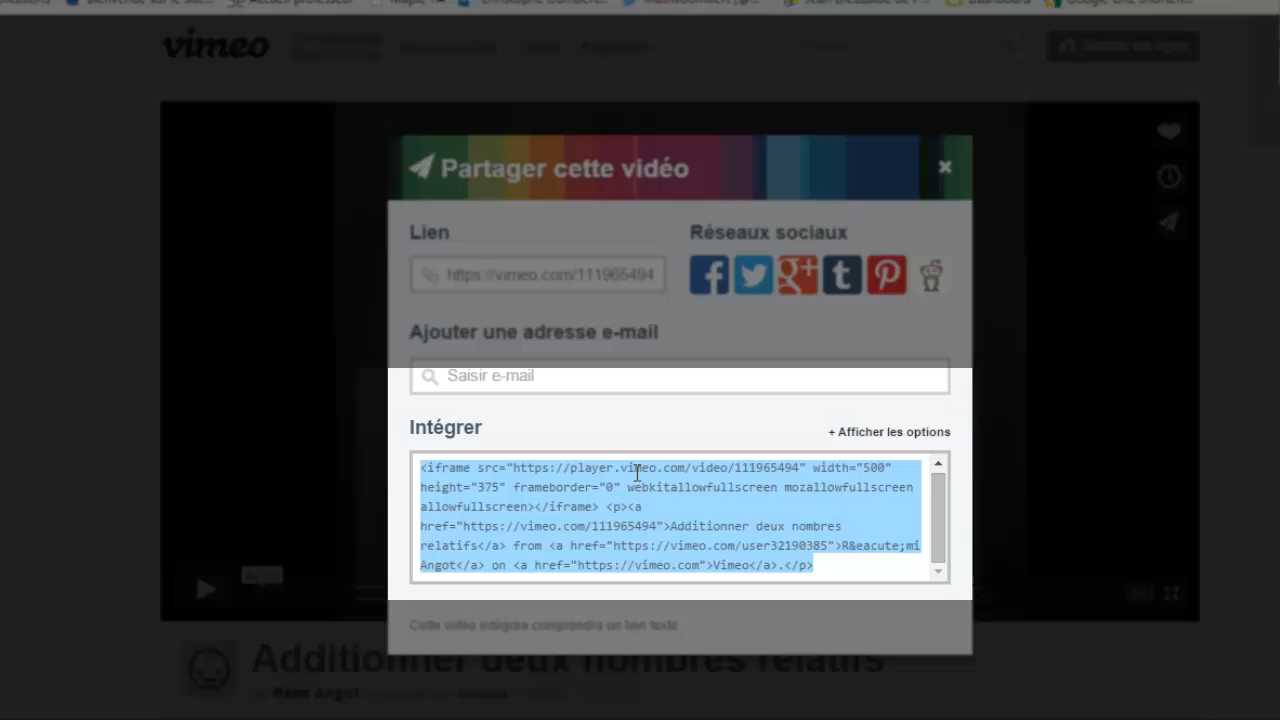 vimeo
Partager cette vidéo
Lien
Réseaux sociaux
https://vimeo.com/111965494
Ajouter une adresse e-mail
Saisir e-mail
Intégrer
+ Afficher les options
<iframe src="https://player.vimeo.com/video/111965494" width="500"
height="375" frameborder="0" webkitallowfullscreen mozallowfullscreen
allowfullscreen></iframe> <p><a
href="https://vimeo.com/111965494">Additionner deux nombres
relatifs</a> from <a href="https://vimeo.com/user32190385">R&eacute;mi
Angot</a> on <a href="https://vimeo.com">Vimeo</a>.</p>
Cette vidéo intégrée comprendra un lien texte
Additionner deux nombres relatifs
Rémi Angot